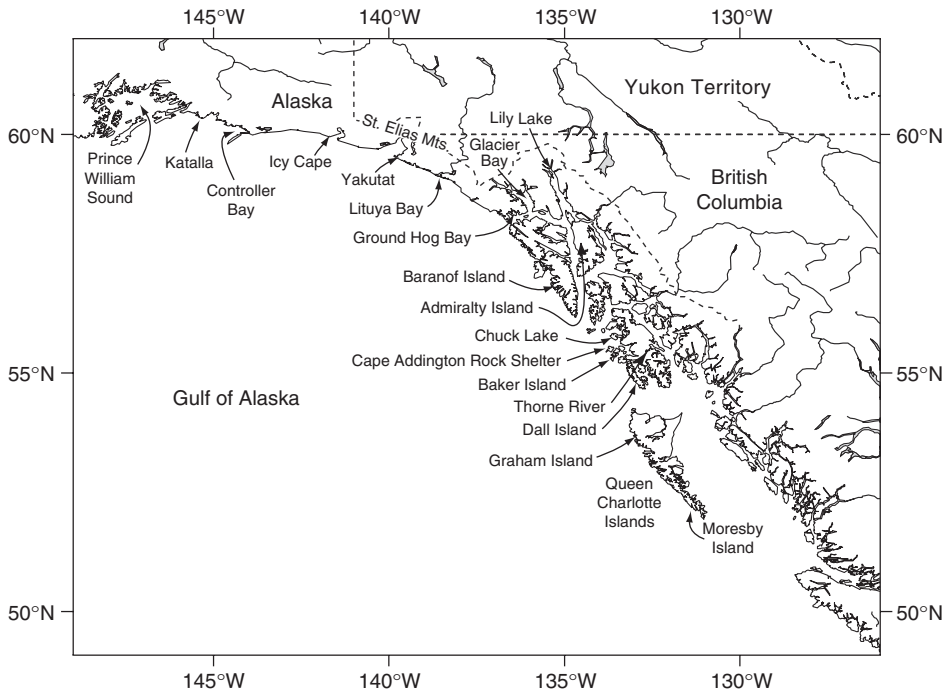 145°W
140°W
135°W
130°W
Yukon Territory
Alaska
St. Elias Mts.
Lily Lake
60°N
60°N
Glacier
Bay
Prince
William
Sound
Katalla
Icy Cape
Controller
Bay
Yakutat
British
Columbia
Lituya Bay
Ground Hog Bay
Baranof Island
Admiralty Island
Chuck Lake
Cape Addington Rock Shelter
55°N
55°N
Baker Island
Gulf of Alaska
Thorne River
Dall Island
Graham Island
Queen
Charlotte
Islands
Moresby
Island
50°N
50°N
145°W
140°W
135°W
130°W